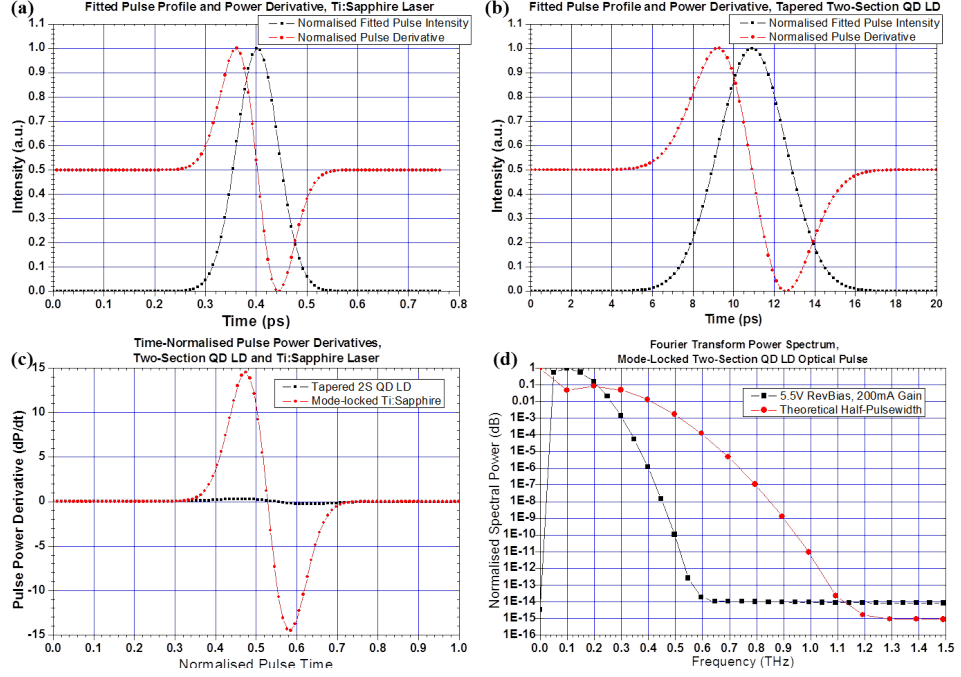 (a)
Fitted Pulse Profile and Power Derivative, Ti:Sapphire Laser
Normalised Fitted Pulse Intensity
Normalised Pulse Derivative
Intensity (a.u.)
1.1
1.0
0.9
0.8
0.7
0.6
0.5
0.4
0.3
0.2
0.1
0.0
0.0 0.1 0.2 0.3 0.4 0.5 0.6 0.7 0.8
Time (ps)
(b)
Fitted Pulse Profile and Power Derivative, Tapered Two-Section QD LD
Normalised Fitted Pulse Intensity
Normalised Pulse Derivative
Intensity (a.u.)
1.1
1.0
0.9
0.8
0.7
0.6
0.5
0.4
0.3
0.2
0.1
0.0
0 2 4 6 8 10 12 14 16 18 20
Time (ps)
(c)
Time-Normalised Pulse Power Derivatives,
Two-Section QD LD and Ti:Sapphire Laser
Tapered 2S QD LD
Mode-locked Ti:Sapphire
Pulse Power Derivative (dP/dt)
15
10
5
0
-5
-10
-15
0.0 0.1 0.2 0.3 0.4 0.5 0.6 0.7 0.8 0.9 1.0
Normalised Pulse Time
(d)
Fourier Transform Power Spectrum,
Mode-Locked Two-Section QD LD Optical Pulse
5.5V RevBias, 200mA Gain
Theoretical Half-Pulsewidth
Normalised Spectral Power (dB)
1
0.1
0.01
1E-3
1E-4
1E-5
1E-6
1E-7
1E-8
1E-9
1E-10
1E-11
1E-12
1E-13
1E-14
1E-15
1E-16
0.0 0.1 0.2 0.3 0.4 0.5 0.6 0.7 0.8 0.9 1.0 1.1 1.2 1.3 1.4 1.5
Frequency (THz)